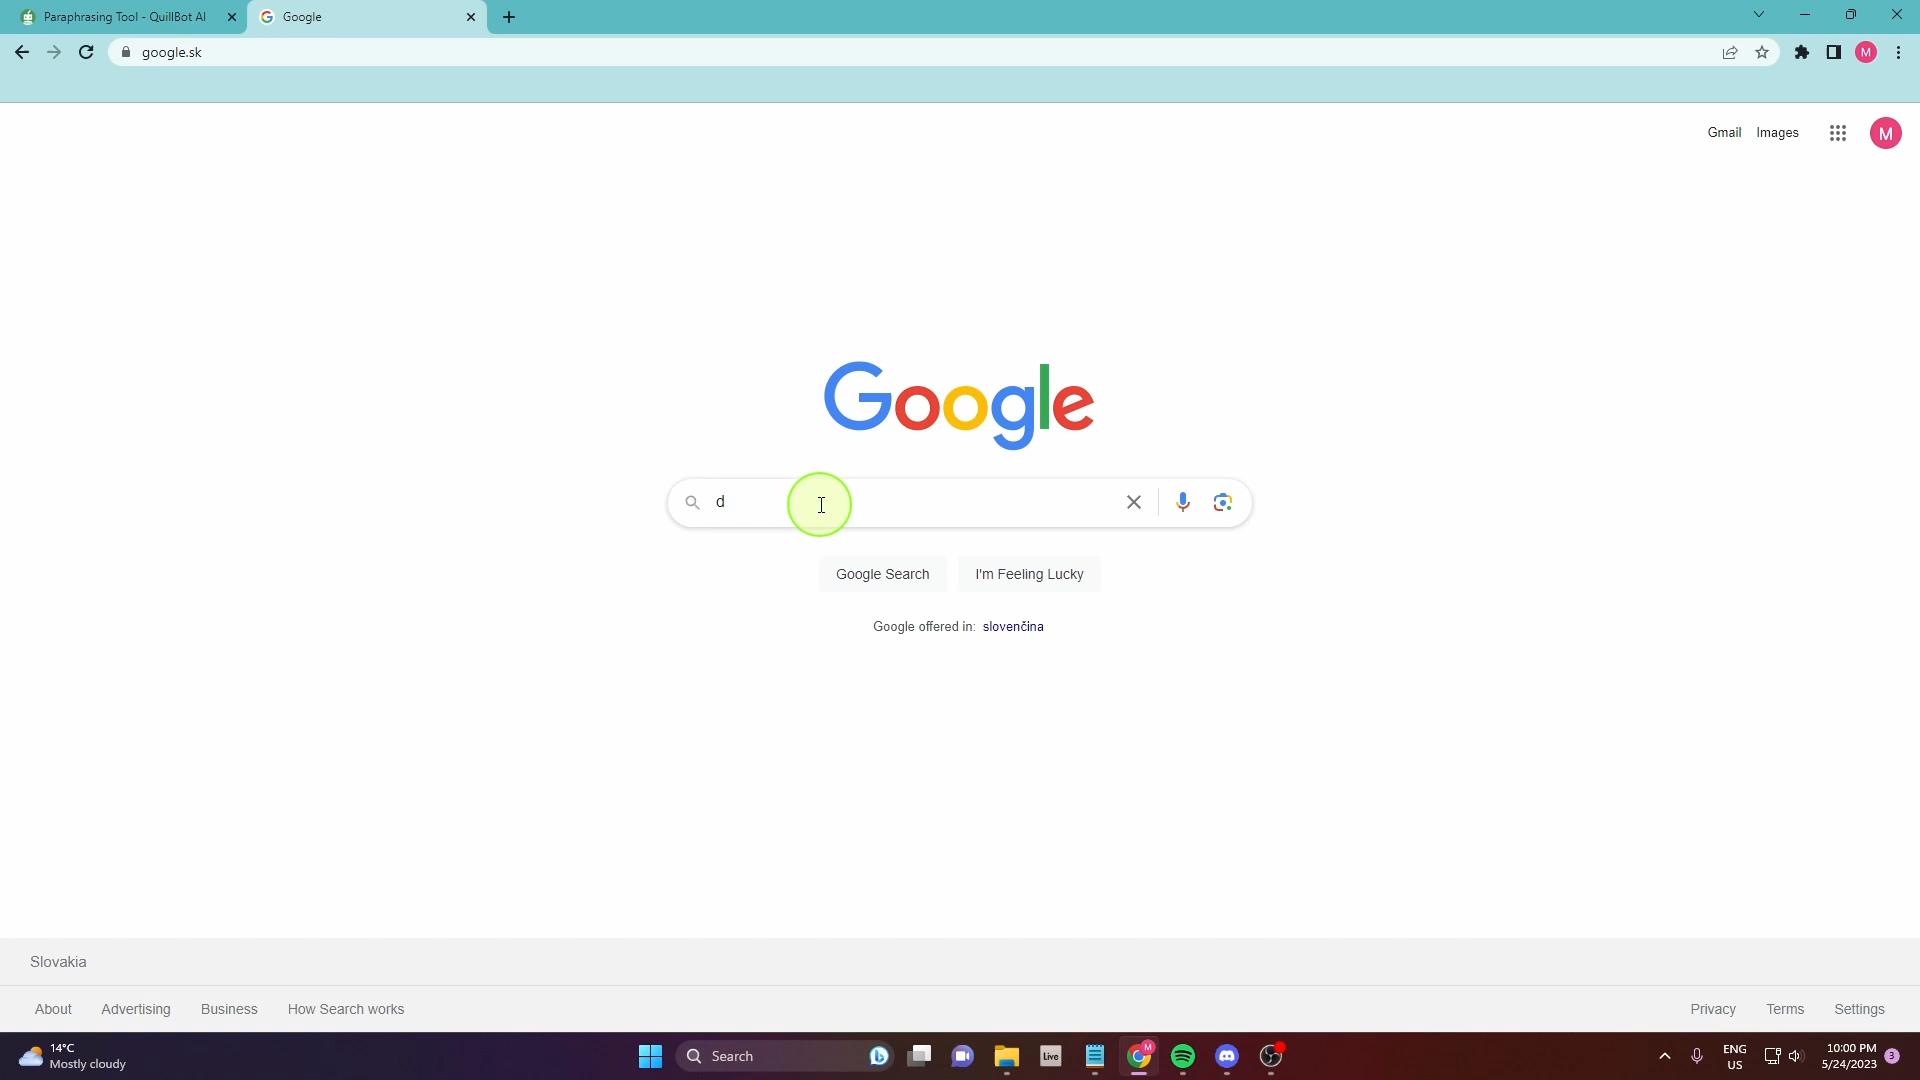 Paraphrasing Tool - QuillBot AI
Google
google.sk
M
Gmail
Images
M
Google
d
Google Search
I'm Feeling Lucky
Google offered in: slovenčina
Slovakia
About
Advertising
Business
How Search works
Privacy
Terms
Settings
14°C
Mostly cloudy
Search
Live
M
ENG
US
10:00 PM
5/24/2023
3